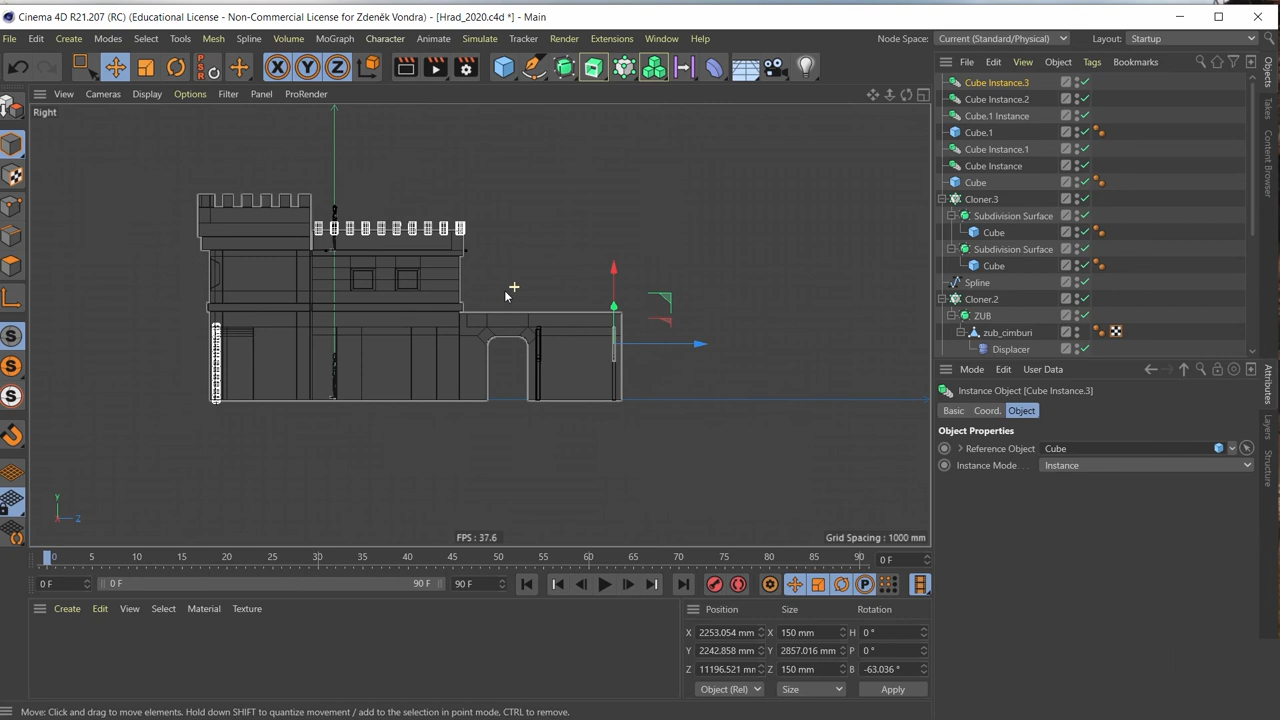 Cinema 4D R21.207 (RC) (Educational License - Non-Commercial License for Zdeněk Vondra) - [Hrad_2020.c4d *] - Main
File Edit Create Modes Select Tools Mesh Spline Volume MoGraph Character Animate Simulate Tracker Render Extensions Window Help Node Space: Current (Standard/Physical) Layout: Startup
X Y Z PSR
File Edit View Object Tags Bookmarks
View Cameras Display Options Filter Panel ProRender
Right
Cube Instance.3
Cube Instance.2
Cube.1 Instance
Cube.1
Cube Instance.1
Cube Instance
Cube
Cloner.3
Subdivision Surface
Cube
Subdivision Surface
Cube
Spline
Cloner.2
ZUB
zub_cimburi
Displacer
Objects
Takes
Content Browser
S
S
S
Mode Edit User Data
Instance Object [Cube Instance.3]
Basic Coord. Object
Object Properties
Reference Object Cube
Instance Mode. . . Instance
Attributes
Layers
Structure
Y
Z
FPS : 37.6
Grid Spacing : 1000 mm
0 5 10 15 20 25 30 35 40 45 50 55 60 65 70 75 80 85 90 0 F
0 F 0 F 90 F 90 F P
Create Edit View Select Material Texture
Position Size Rotation
X 2253.054 mm X 150 mm H 0 °
Y 2242.858 mm Y 2857.016 mm P 0 °
Z 11196.521 mm Z 150 mm B -63.036 °
Object (Rel) Size Apply
Move: Click and drag to move elements. Hold down SHIFT to quantize movement / add to the selection in point mode, CTRL to remove.